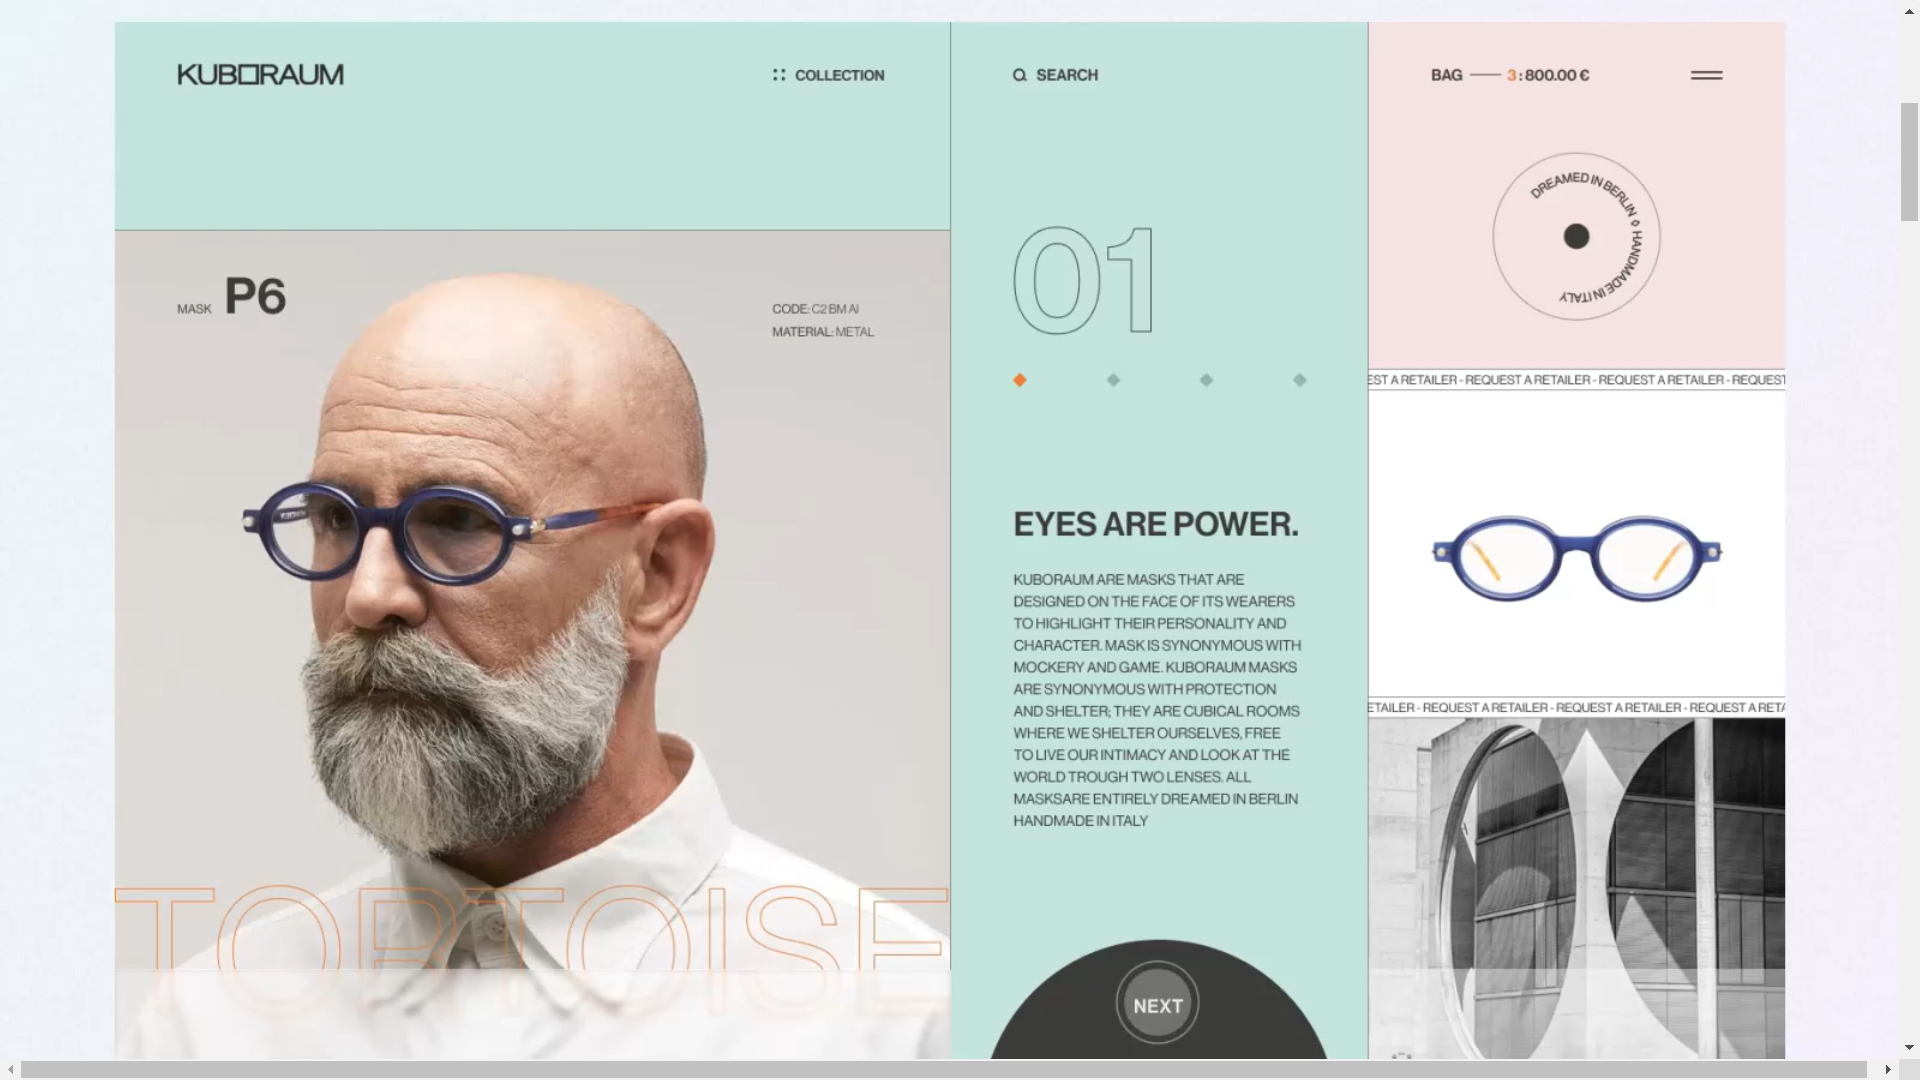 KUBORAUM
COLLECTION
SEARCH
BAG 3 : 800.00 €
DREAMED IN BERLIN ◊ HANDMADE IN ITALY
MASK P6
CODE: C2 BM AI
MATERIAL: METAL
01
EST A RETAILER - REQUEST A RETAILER - REQUEST A RETAILER - REQUEST
EYES ARE POWER.
KUBORAUM ARE MASKS THAT ARE
DESIGNED ON THE FACE OF ITS WEARERS
TO HIGHLIGHT THEIR PERSONALITY AND
CHARACTER. MASK IS SYNONYMOUS WITH
MOCKERY AND GAME. KUBORAUM MASKS
ARE SYNONYMOUS WITH PROTECTION
AND SHELTER; THEY ARE CUBICAL ROOMS
WHERE WE SHELTER OURSELVES, FREE
TO LIVE OUR INTIMACY AND LOOK AT THE
WORLD TROUGH TWO LENSES. ALL
MASKSARE ENTIRELY DREAMED IN BERLIN
HANDMADE IN ITALY
ETAILER - REQUEST A RETAILER - REQUEST A RETAILER - REQUEST A RETA
TORTOISE
NEXT